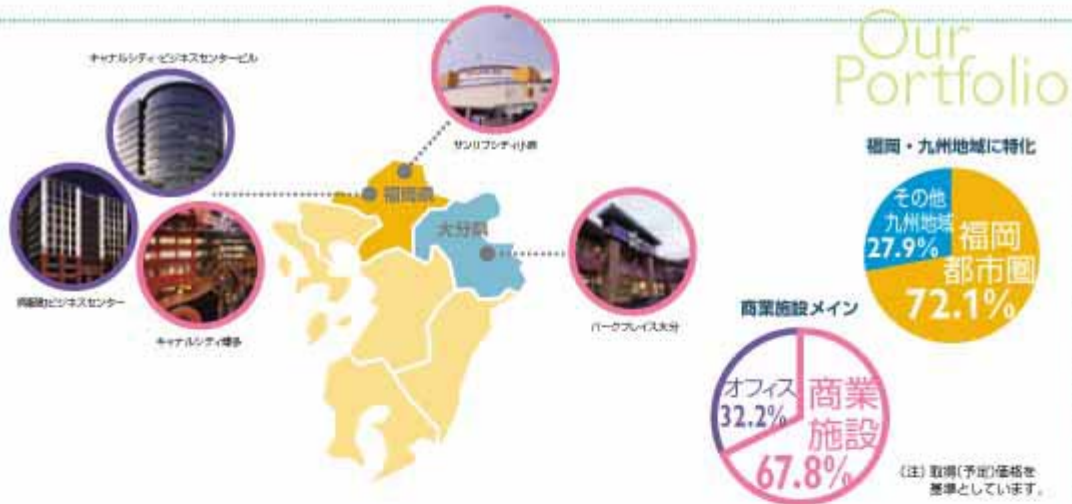 Our
Portfolio
キャナルシティ・ビジネスセンタービル
サンリブシティ小倉
福岡県
大分県
呉服町ビジネスセンター
キャナルシティ博多
パークプレイス大分
福岡・九州地域に特化
その他
九州地域
27.9%
福岡
都市圏
72.1%
商業施設メイン
オフィス
32.2%
商業
施設
67.8%
(注) 取得(予定)価格を
基準としています。